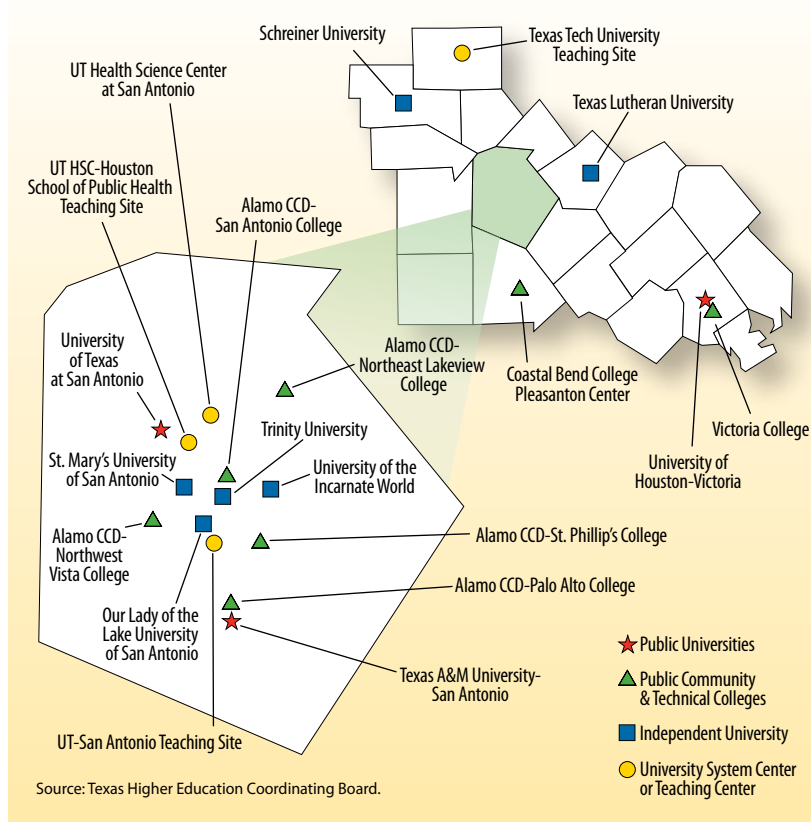 Schreiner University
Texas Tech University
Teaching Site
UT Health Science Center
at San Antonio
Texas Lutheran University
UT HSC-Houston
School of Public Health
Teaching Site
Alamo CCD-
San Antonio College
University
of Texas
at San Antonio
Alamo CCD-
Northeast Lakeview
College
Coastal Bend College
Pleasanton Center
Victoria College
University of
Houston-Victoria
Trinity University
St. Mary's University
of San Antonio
University of the
Incarnate World
Alamo CCD-
Northwest
Vista College
Alamo CCD-St. Phillip's College
Alamo CCD-Palo Alto College
Our Lady of the
Lake University
of San Antonio
Texas A&M University-
San Antonio
UT-San Antonio Teaching Site
Public Universities
Public Community
& Technical Colleges
Independent University
University System Center
or Teaching Center
Source: Texas Higher Education Coordinating Board.